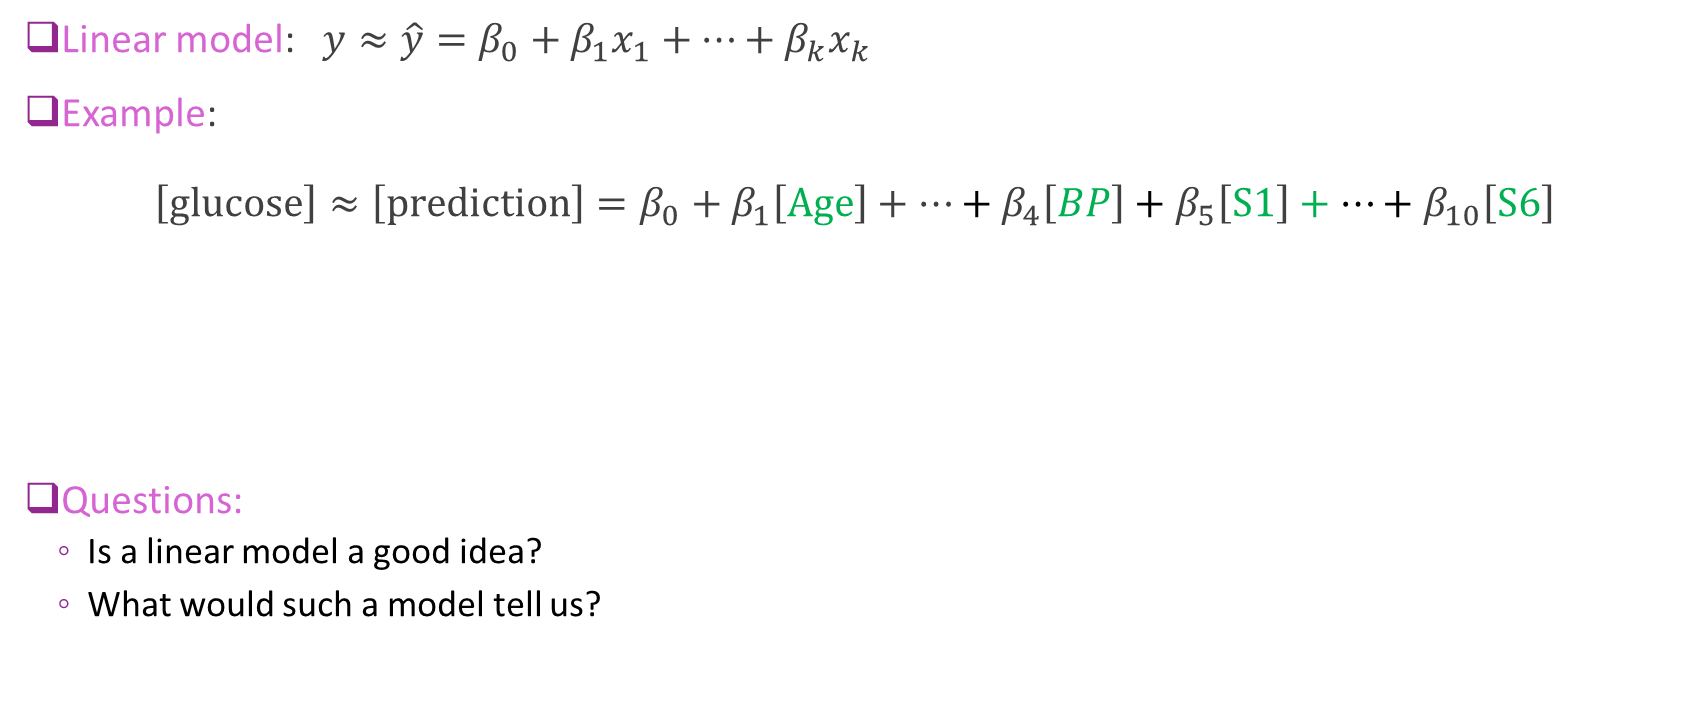 ❑Linear model: y ≈ ŷ = β₀ + β₁x₁ + ⋯ + βₖxₖ
❑Example:
[glucose] ≈ [prediction] = β₀ + β₁[Age] + ⋯ + β₄[BP] + β₅[S1] + ⋯ + β₁₀[S6]
❑Questions:
◦ Is a linear model a good idea?
◦ What would such a model tell us?